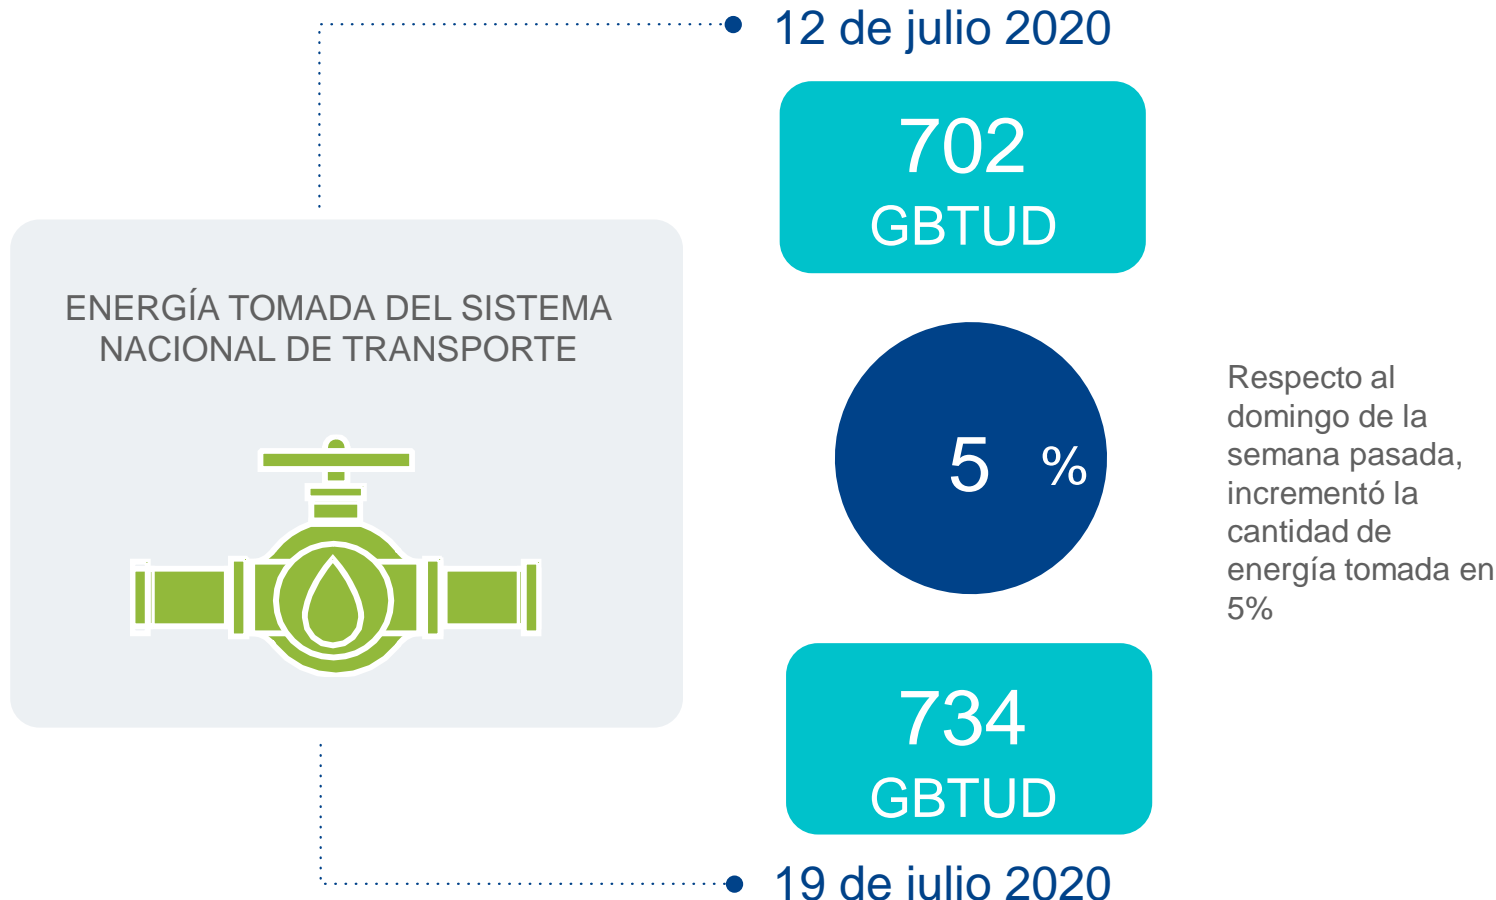 12 de julio 2020
702
GBTUD
ENERGÍA TOMADA DEL SISTEMA
NACIONAL DE TRANSPORTE
5 %
Respecto al
domingo de la
semana pasada,
incrementó la
cantidad de
energía tomada en
5%
734
GBTUD
19 de julio 2020